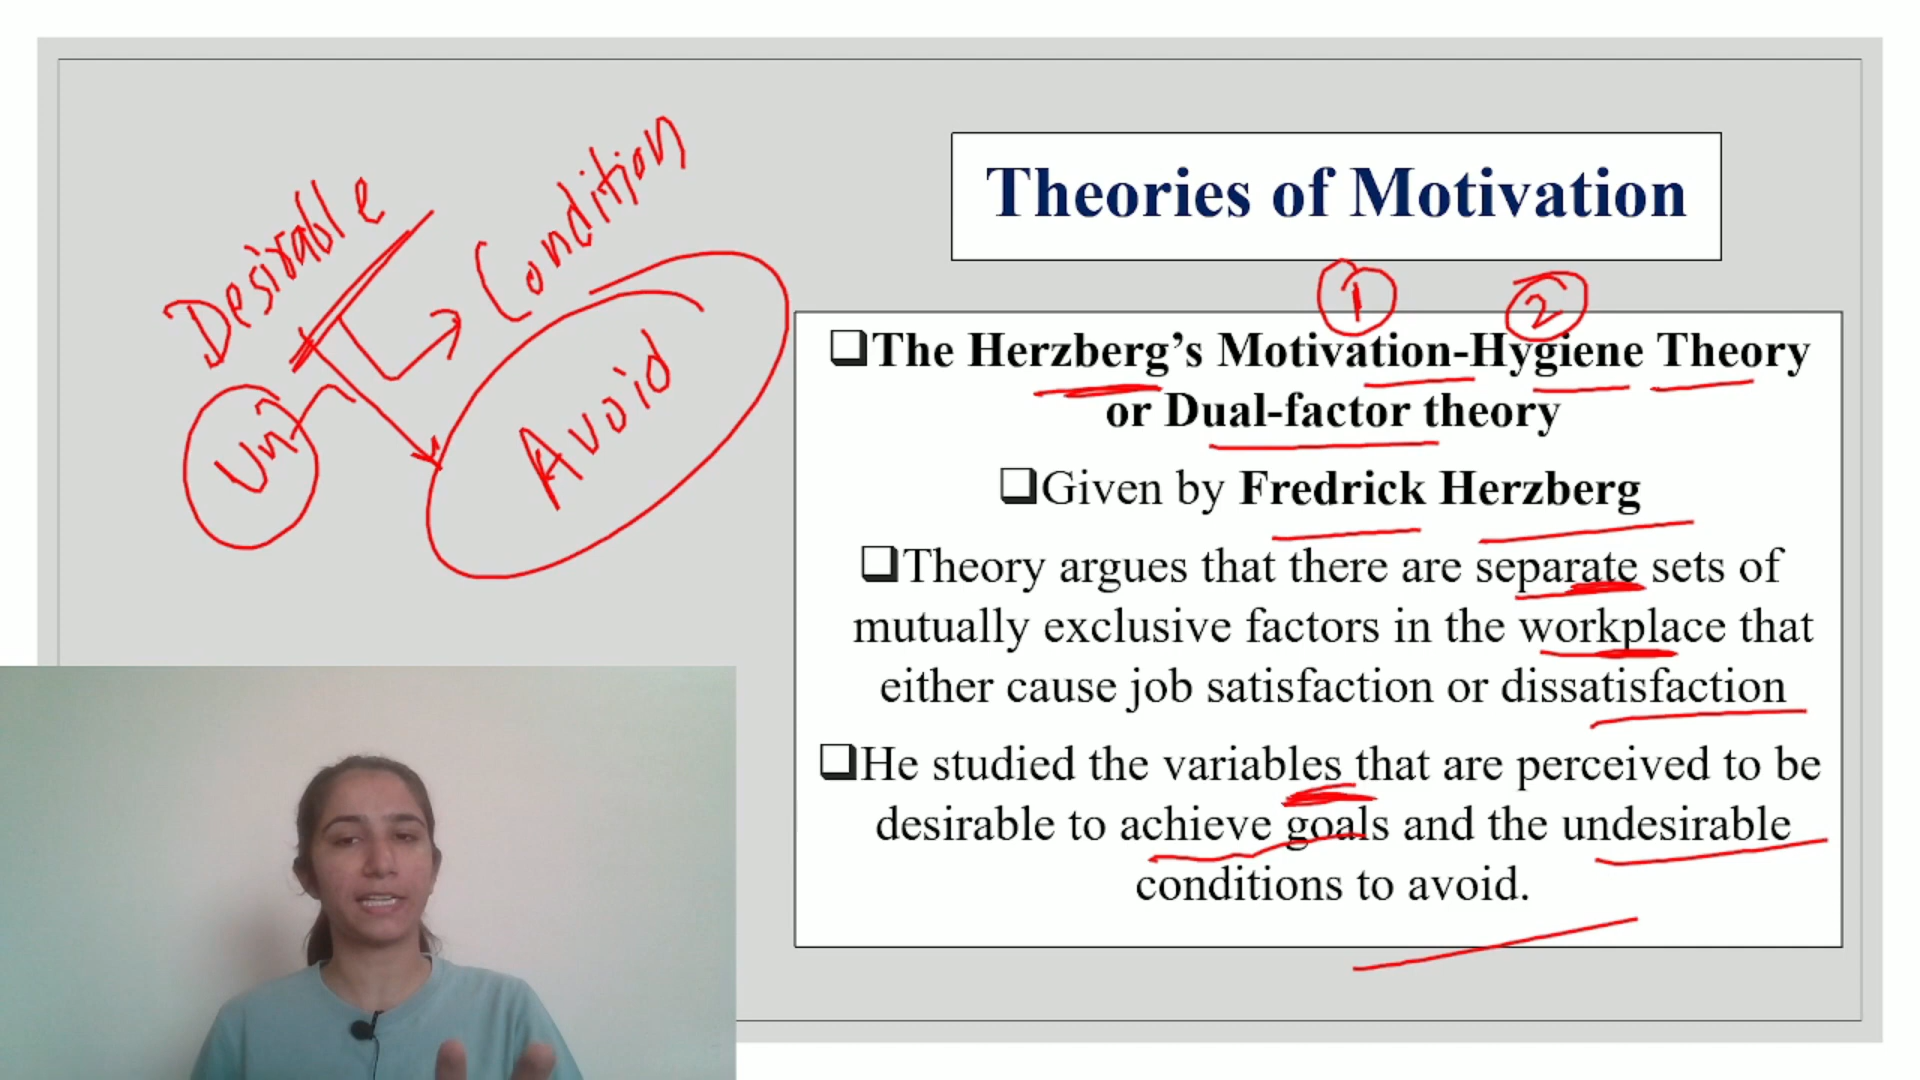 Desirable
Condition
Un
Avoid
Theories of Motivation
1
2
❑The Herzberg’s Motivation-Hygiene Theory
or Dual-factor theory
❑Given by Fredrick Herzberg
❑Theory argues that there are separate sets of
mutually exclusive factors in the workplace that
either cause job satisfaction or dissatisfaction
❑He studied the variables that are perceived to be
desirable to achieve goals and the undesirable
conditions to avoid.